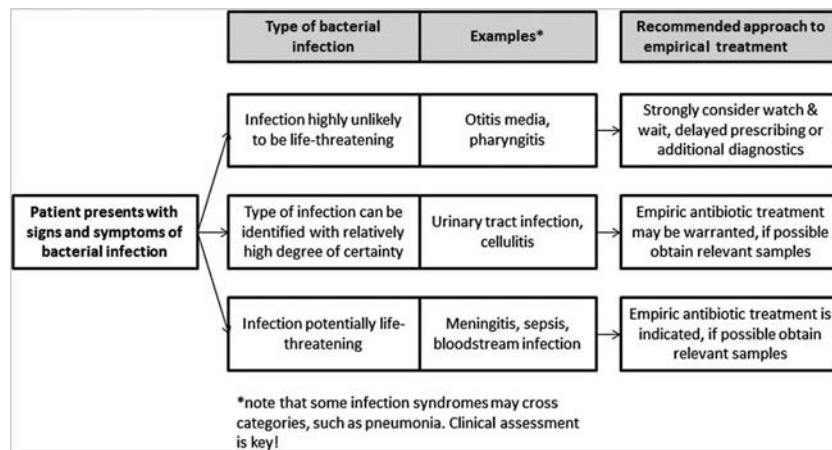 Type of bacterial
infection
Examples*
Recommended approach to
empirical treatment
Infection highly unlikely
to be life-threatening
Otitis media,
pharyngitis
Strongly consider watch &
wait, delayed prescribing or
additional diagnostics
Patient presents with
signs and symptoms of
bacterial infection
Type of infection can be
identified with relatively
high degree of certainty
Urinary tract infection,
cellulitis
Empiric antibiotic treatment
may be warranted, if possible
obtain relevant samples
Infection potentially life-
threatening
Meningitis, sepsis,
bloodstream infection
Empiric antibiotic treatment is
indicated, if possible obtain
relevant samples
*note that some infection syndromes may cross
categories, such as pneumonia. Clinical assessment
is key!